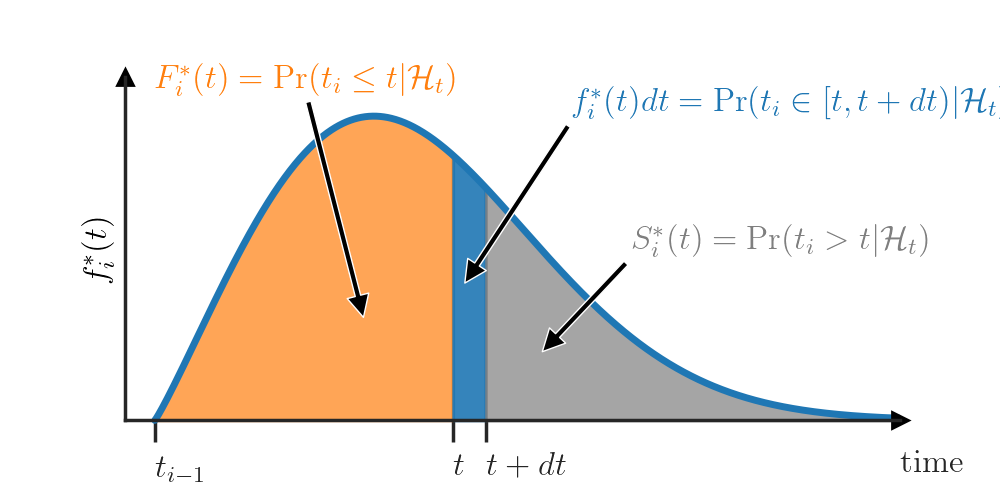 F_i^*(t) = Pr(t_i ≤ t|ℋ_t)
f_i^*(t)dt = Pr(t_i ∈ [t, t + dt)|ℋ_t)
S_i^*(t) = Pr(t_i > t|ℋ_t)
f_i^*(t)
t_{i−1}
t
t + dt
time